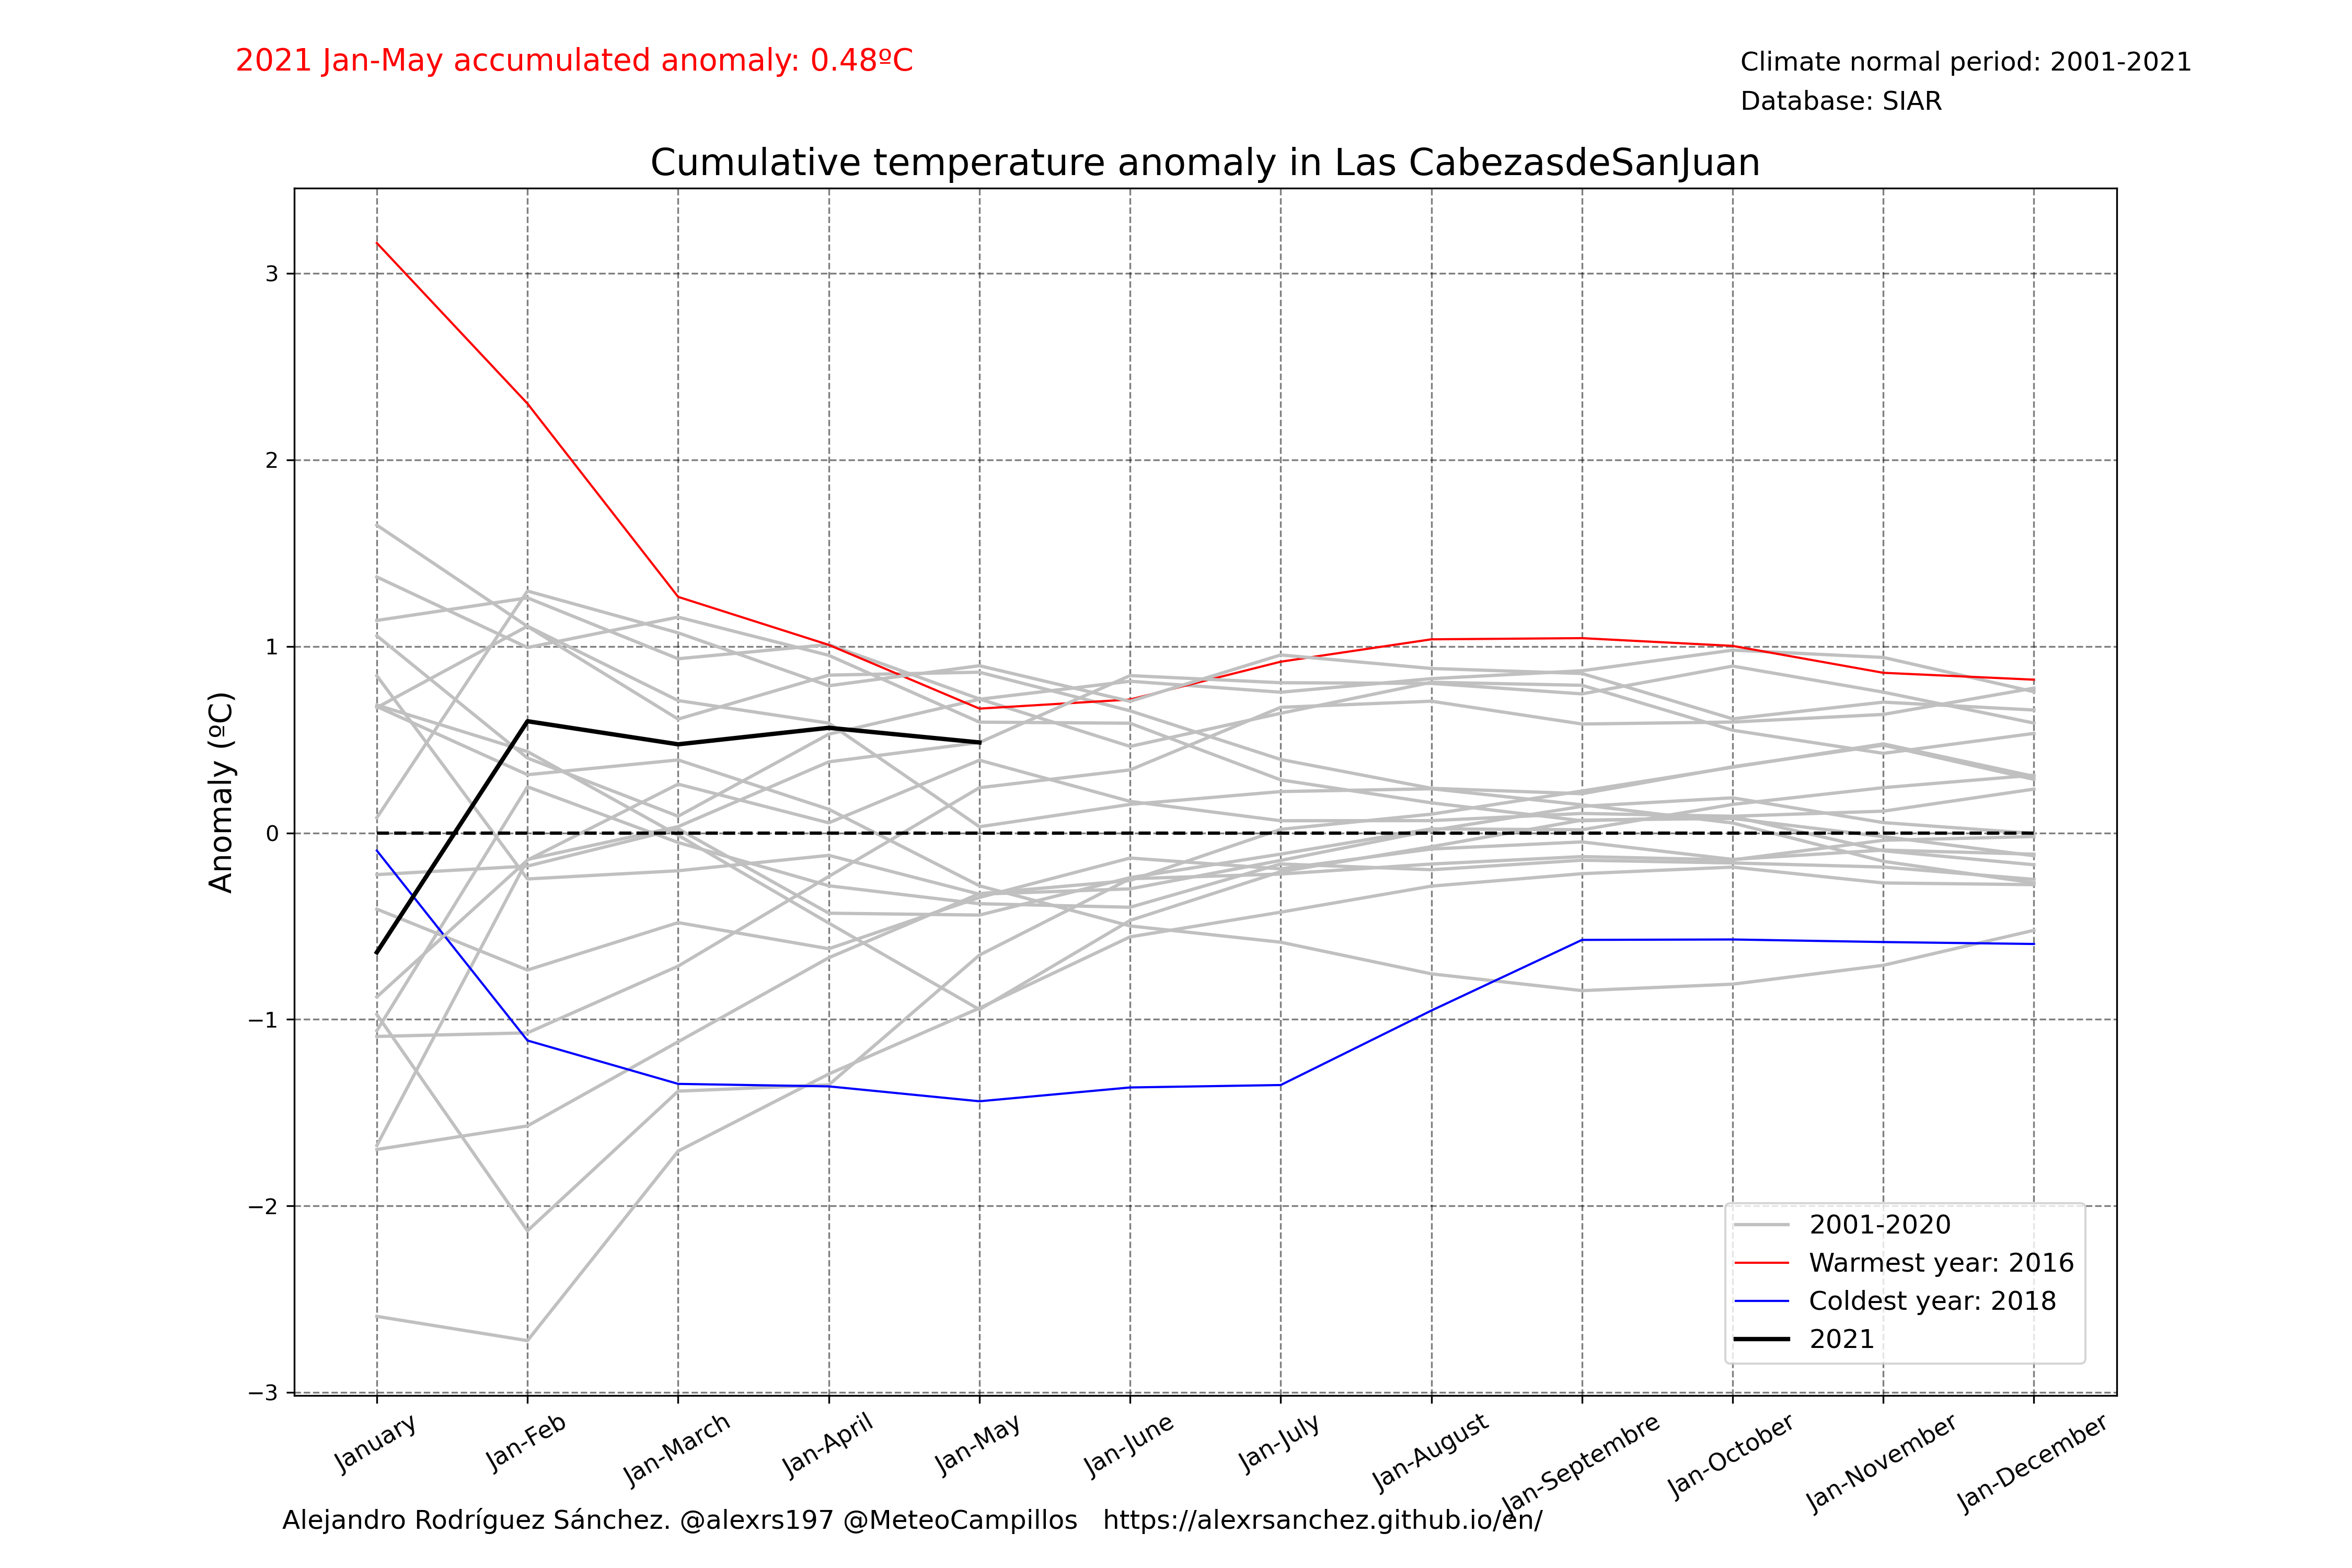 2021 Jan-May accumulated anomaly: 0.48ºC
Climate normal period: 2001-2021
Database: SIAR
Cumulative temperature anomaly in Las CabezasdeSanJuan
Anomaly (ºC)
3
2
1
0
−1
−2
−3
2001-2020
Warmest year: 2016
Coldest year: 2018
2021
January
Jan-Feb
Jan-March
Jan-April
Jan-May
Jan-June
Jan-July
Jan-August
Jan-Septembre
Jan-October
Jan-November
Jan-December
Alejandro Rodríguez Sánchez. @alexrs197 @MeteoCampillos https://alexrsanchez.github.io/en/